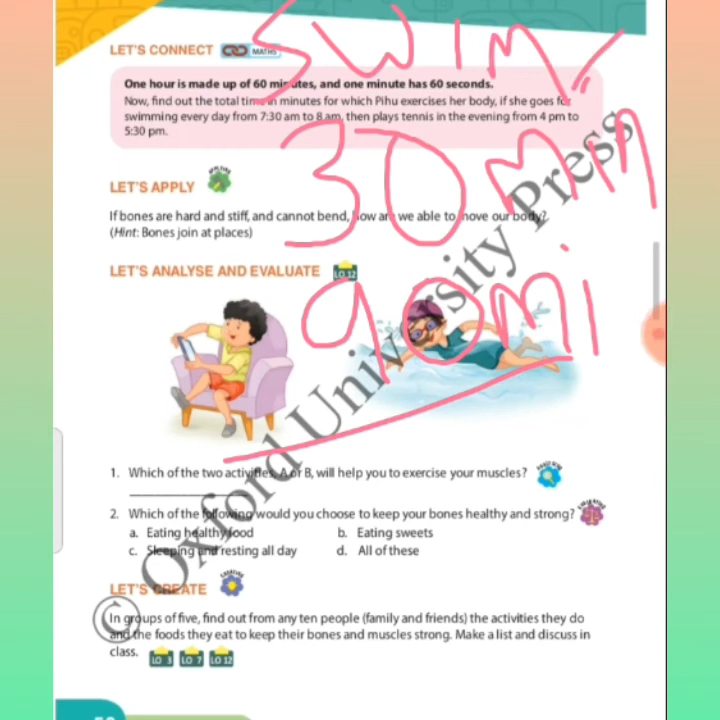 LET'S CONNECT MATHS
One hour is made up of 60 minutes, and one minute has 60 seconds.
Now, find out the total time in minutes for which Pihu exercises her body, if she goes for
swimming every day from 7:30 am to 8 am, then plays tennis in the evening from 4 pm to
5:30 pm.
swim -
30 min
90 mi
LET'S APPLY
If bones are hard and stiff, and cannot bend, how are we able to move our body?
(Hint: Bones join at places)
LET'S ANALYSE AND EVALUATE LO 12
1. Which of the two activities, A or B, will help you to exercise your muscles?
2. Which of the following would you choose to keep your bones healthy and strong?
a. Eating healthy food b. Eating sweets
c. Sleeping and resting all day d. All of these
LET'S CREATE
In groups of five, find out from any ten people (family and friends) the activities they do
and the foods they eat to keep their bones and muscles strong. Make a list and discuss in
class. LO 3 LO 7 LO 12
© Oxford University Press